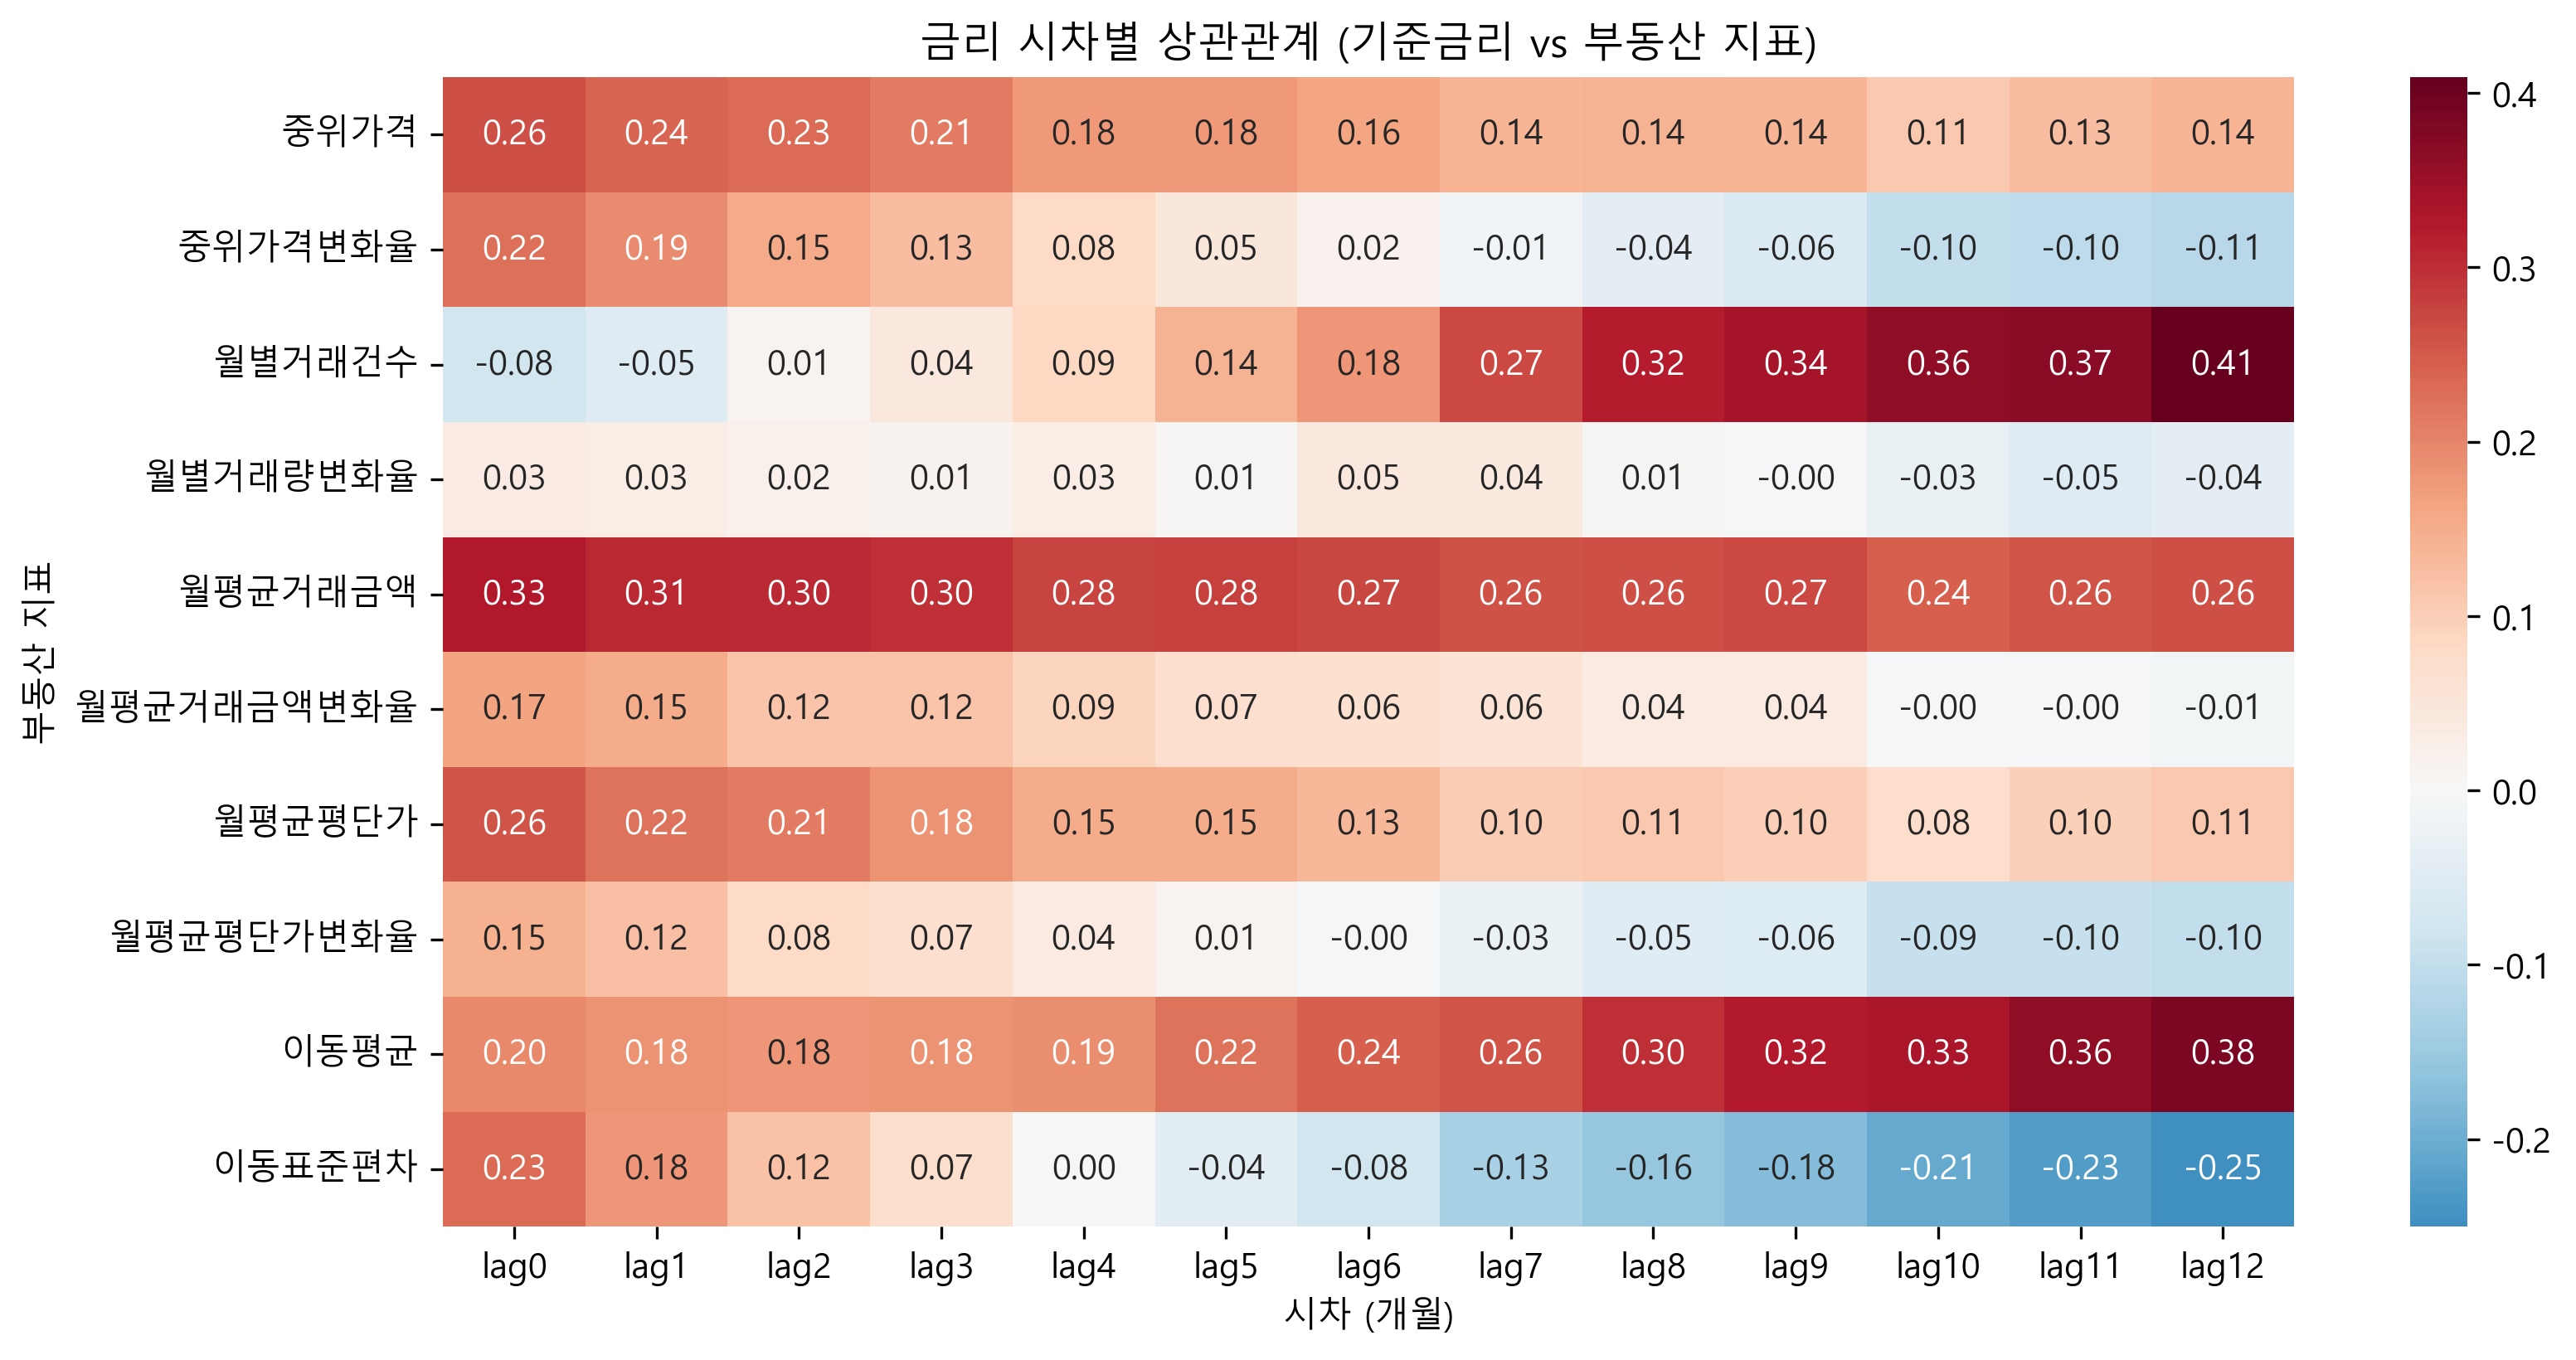 금리 시차별 상관관계 (기준금리 vs 부동산 지표)
중위가격 0.26 0.24 0.23 0.21 0.18 0.18 0.16 0.14 0.14 0.14 0.11 0.13 0.14
중위가격변화율 0.22 0.19 0.15 0.13 0.08 0.05 0.02 -0.01 -0.04 -0.06 -0.10 -0.10 -0.11
월별거래건수 -0.08 -0.05 0.01 0.04 0.09 0.14 0.18 0.27 0.32 0.34 0.36 0.37 0.41
월별거래량변화율 0.03 0.03 0.02 0.01 0.03 0.01 0.05 0.04 0.01 -0.00 -0.03 -0.05 -0.04
월평균거래금액 0.33 0.31 0.30 0.30 0.28 0.28 0.27 0.26 0.26 0.27 0.24 0.26 0.26
월평균거래금액변화율 0.17 0.15 0.12 0.12 0.09 0.07 0.06 0.06 0.04 0.04 -0.00 -0.00 -0.01
월평균평단가 0.26 0.22 0.21 0.18 0.15 0.15 0.13 0.10 0.11 0.10 0.08 0.10 0.11
월평균평단가변화율 0.15 0.12 0.08 0.07 0.04 0.01 -0.00 -0.03 -0.05 -0.06 -0.09 -0.10 -0.10
이동평균 0.20 0.18 0.18 0.18 0.19 0.22 0.24 0.26 0.30 0.32 0.33 0.36 0.38
이동표준편차 0.23 0.18 0.12 0.07 0.00 -0.04 -0.08 -0.13 -0.16 -0.18 -0.21 -0.23 -0.25
lag0 lag1 lag2 lag3 lag4 lag5 lag6 lag7 lag8 lag9 lag10 lag11 lag12
시차 (개월)
부동산 지표
0.4
0.3
0.2
0.1
0.0
-0.1
-0.2